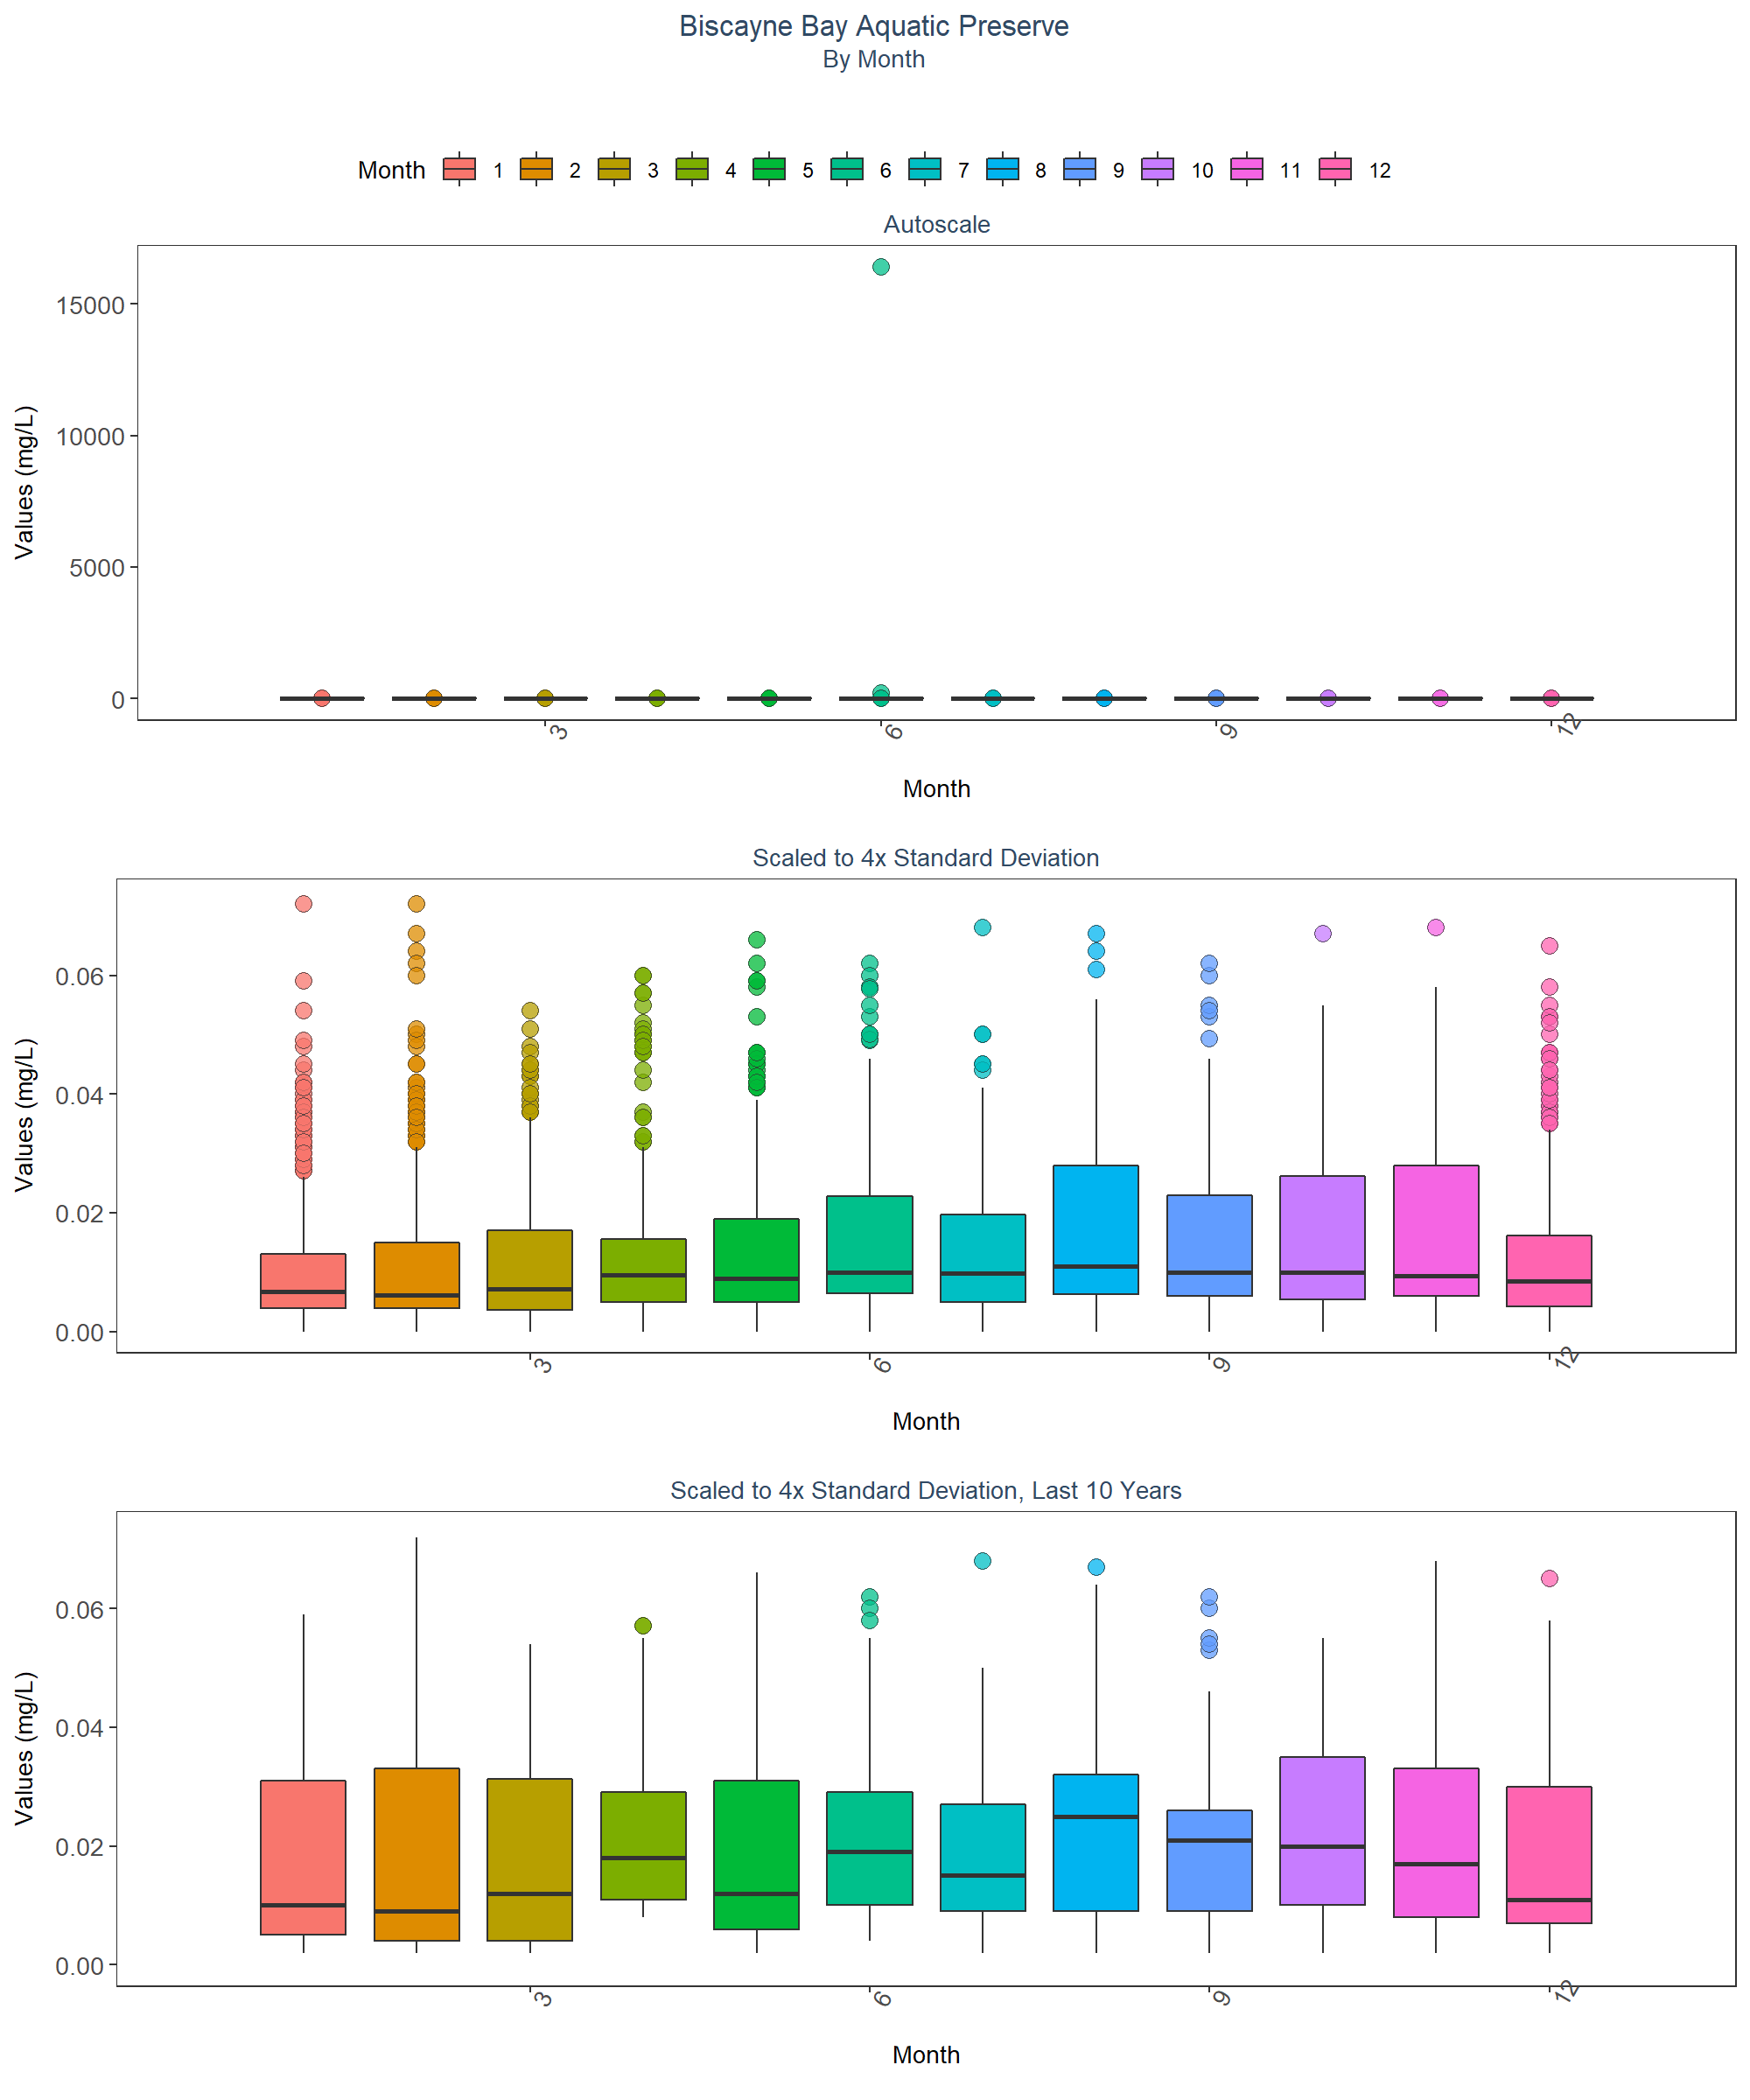 Biscayne Bay Aquatic Preserve
By Month
Month 1 2 3 4 5 6 7 8 9 10 11 12
Autoscale
Values (mg/L)
15000
10000
5000
0
3 6 9 12
Month
Scaled to 4x Standard Deviation
Values (mg/L)
0.06
0.04
0.02
0.00
3 6 9 12
Month
Scaled to 4x Standard Deviation, Last 10 Years
Values (mg/L)
0.06
0.04
0.02
0.00
3 6 9 12
Month